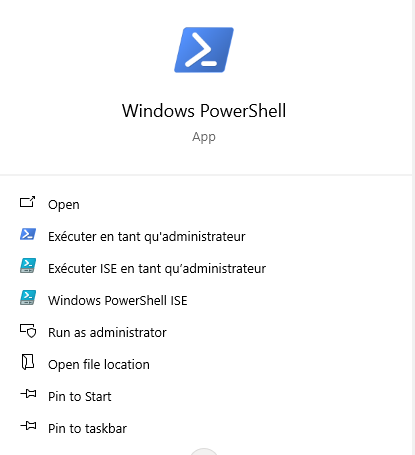 Windows PowerShell
App
Open
Exécuter en tant qu'administrateur
Exécuter ISE en tant qu’administrateur
Windows PowerShell ISE
Run as administrator
Open file location
Pin to Start
Pin to taskbar